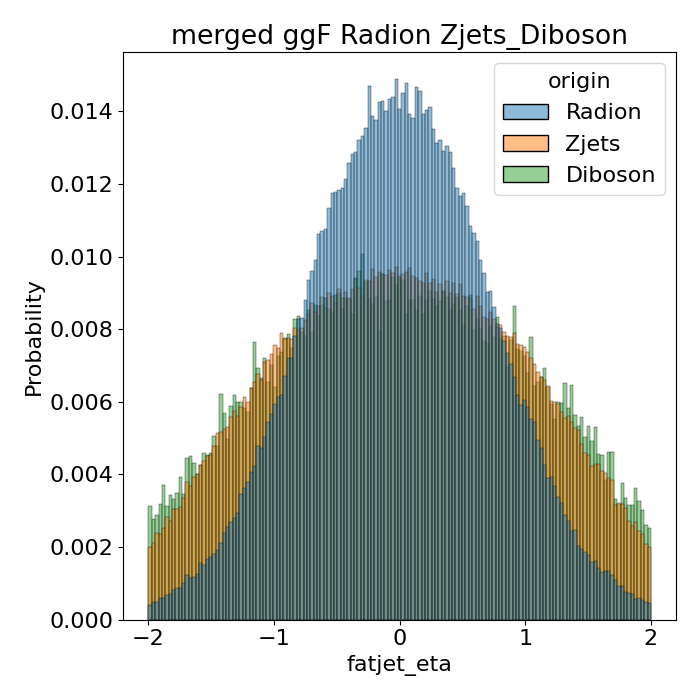 merged ggF Radion Zjets_Diboson
origin
Radion
Zjets
Diboson
Probability
0.014
0.012
0.010
0.008
0.006
0.004
0.002
0.000
−2
−1
0
1
2
fatjet_eta